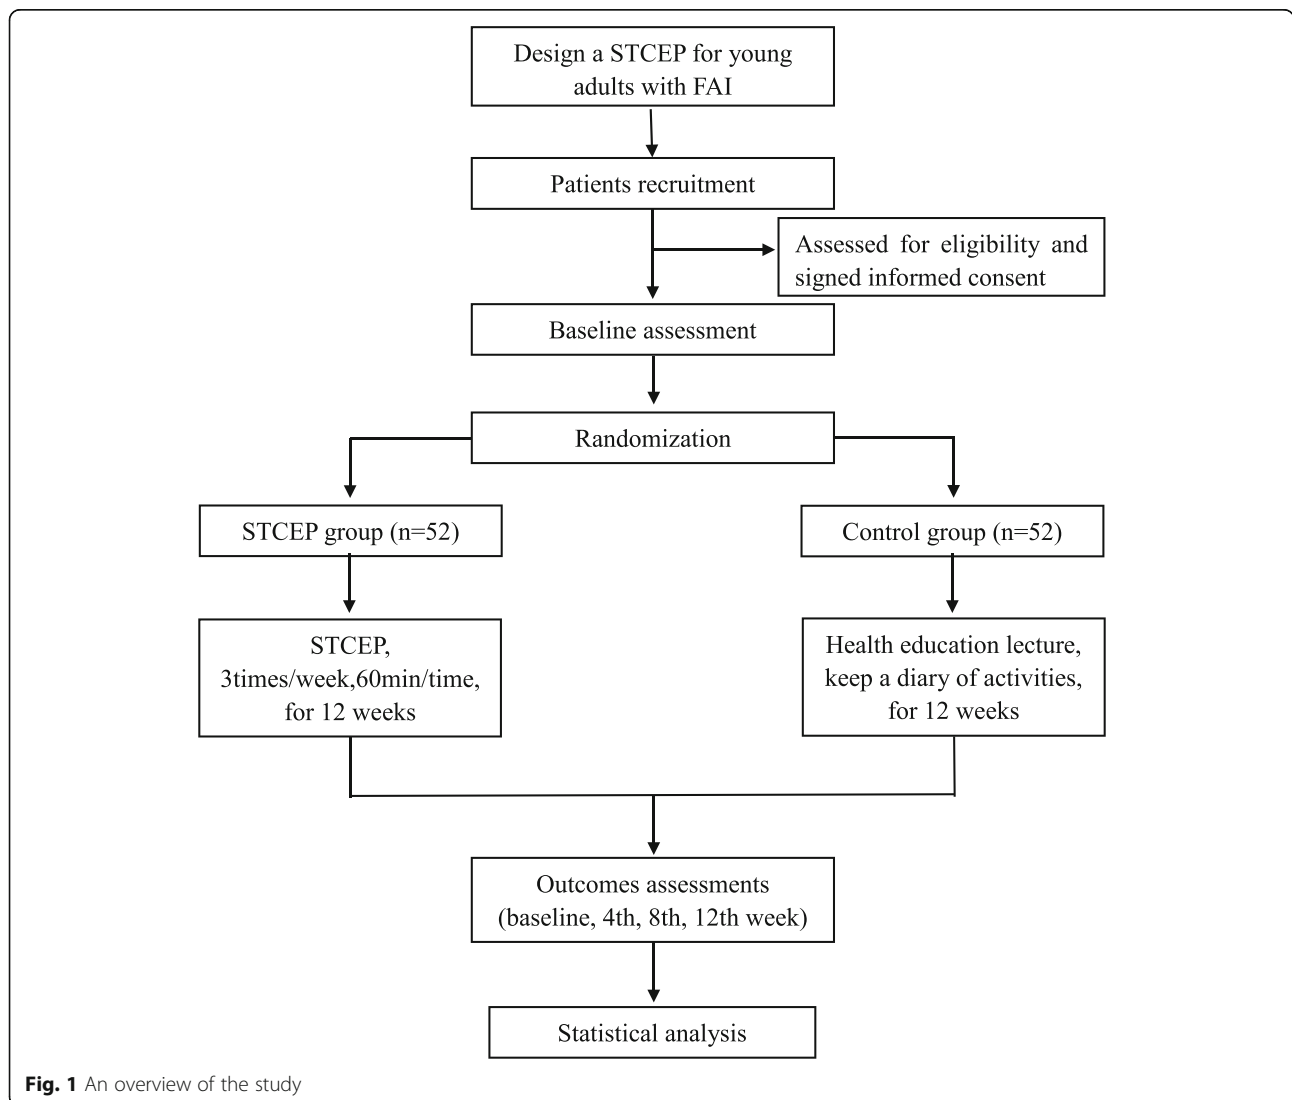 Design a STCEP for young
adults with FAI
Patients recruitment
Assessed for eligibility and
signed informed consent
Baseline assessment
Randomization
STCEP group (n=52)
Control group (n=52)
STCEP,
3times/week,60min/time,
for 12 weeks
Health education lecture,
keep a diary of activities,
for 12 weeks
Outcomes assessments
(baseline, 4th, 8th, 12th week)
Statistical analysis
Fig. 1 An overview of the study